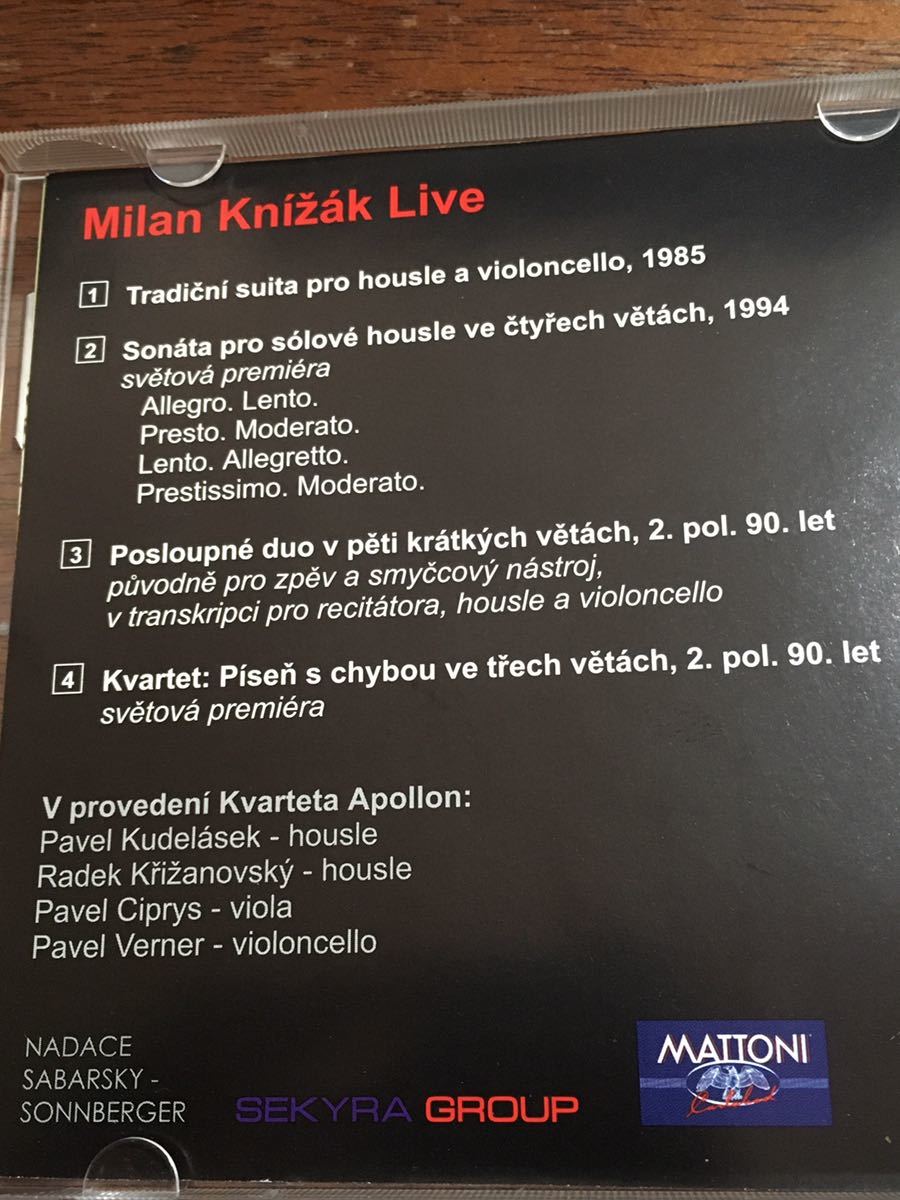 Milan Knížák Live
1 Tradiční suita pro housle a violoncello, 1985
2 Sonáta pro sólové housle ve čtyřech větách, 1994
světová premiéra
Allegro. Lento.
Presto. Moderato.
Lento. Allegretto.
Prestissimo. Moderato.
3 Posloupné duo v pěti krátkých větách, 2. pol. 90. let
původně pro zpěv a smyčcový nástroj,
v transkripci pro recitátora, housle a violoncello
4 Kvartet: Píseň s chybou ve třech větách, 2. pol. 90. let
světová premiéra
V provedení Kvarteta Apollon:
Pavel Kudelásek - housle
Radek Křižanovský - housle
Pavel Ciprys - viola
Pavel Verner - violoncello
NADACE
SABARSKY -
SONNBERGER
SEKYRA GROUP
MATTONI